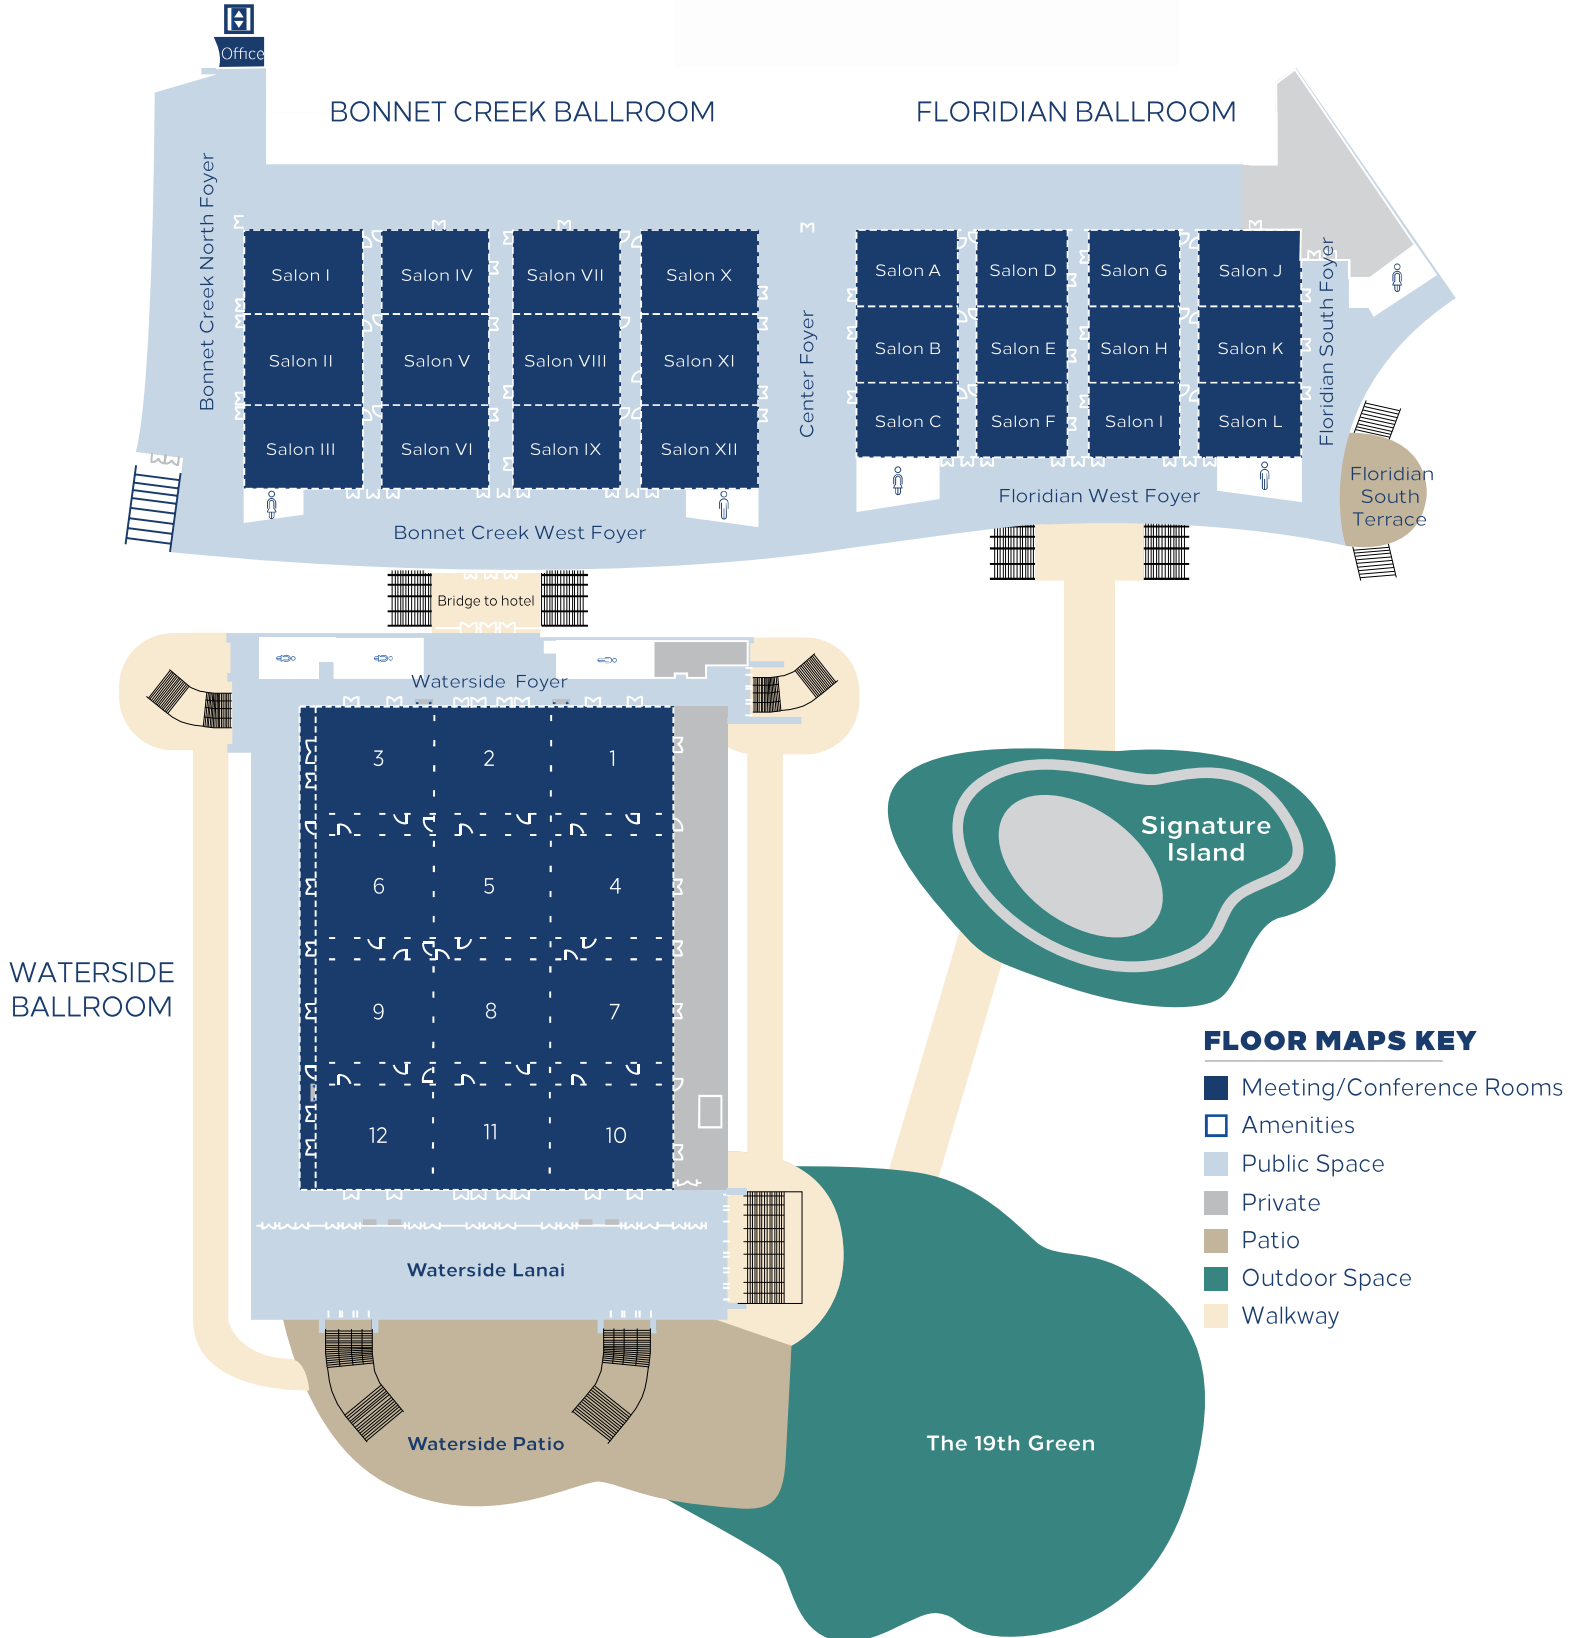 Office
BONNET CREEK BALLROOM
FLORIDIAN BALLROOM
Bonnet Creek North Foyer
Salon I
Salon IV
Salon VII
Salon X
Salon II
Salon V
Salon VIII
Salon XI
Salon III
Salon VI
Salon IX
Salon XII
Center Foyer
Salon A
Salon D
Salon G
Salon J
Salon B
Salon E
Salon H
Salon K
Salon C
Salon F
Salon I
Salon L
Floridian South Foyer
Floridian
South
Terrace
Floridian West Foyer
Bonnet Creek West Foyer
Bridge to hotel
Waterside Foyer
3
2
1
6
5
4
9
8
7
12
11
10
WATERSIDE
BALLROOM
Signature
Island
Waterside Lanai
Waterside Patio
The 19th Green
FLOOR MAPS KEY
Meeting/Conference Rooms
Amenities
Public Space
Private
Patio
Outdoor Space
Walkway